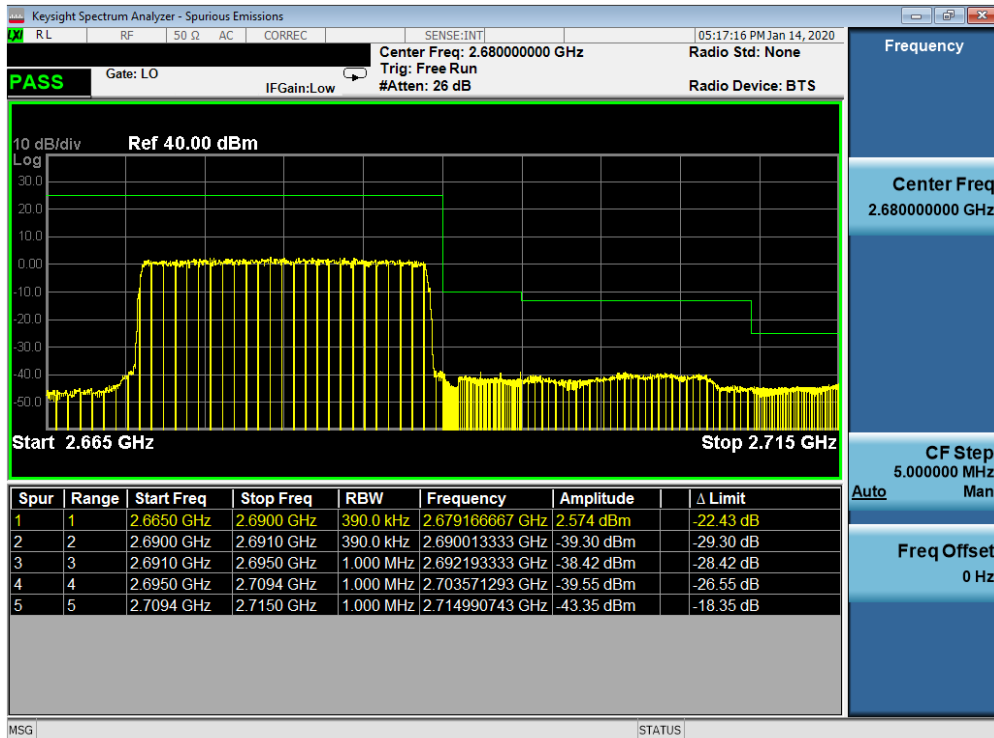 Keysight Spectrum Analyzer - Spurious Emissions
LXI RL RF 50 Ω AC CORREC SENSE:INT 05:17:16 PM Jan 14, 2020
Center Freq: 2.680000000 GHz Radio Std: None
PASS Gate: LO Trig: Free Run
IFGain:Low #Atten: 26 dB Radio Device: BTS
10 dB/div Ref 40.00 dBm
Log
30.0
20.0
10.0
0.00
-10.0
-20.0
-30.0
-40.0
-50.0
Start 2.665 GHz Stop 2.715 GHz
Spur Range Start Freq Stop Freq RBW Frequency Amplitude Δ Limit
1 1 2.6650 GHz 2.6900 GHz 390.0 kHz 2.679166667 GHz 2.574 dBm -22.43 dB
2 2 2.6900 GHz 2.6910 GHz 390.0 kHz 2.690013333 GHz -39.30 dBm -29.30 dB
3 3 2.6910 GHz 2.6950 GHz 1.000 MHz 2.692193333 GHz -38.42 dBm -28.42 dB
4 4 2.6950 GHz 2.7094 GHz 1.000 MHz 2.703571293 GHz -39.55 dBm -26.55 dB
5 5 2.7094 GHz 2.7150 GHz 1.000 MHz 2.714990743 GHz -43.35 dBm -18.35 dB
MSG STATUS
Frequency
Center Freq
2.680000000 GHz
CF Step
5.000000 MHz
Auto Man
Freq Offset
0 Hz